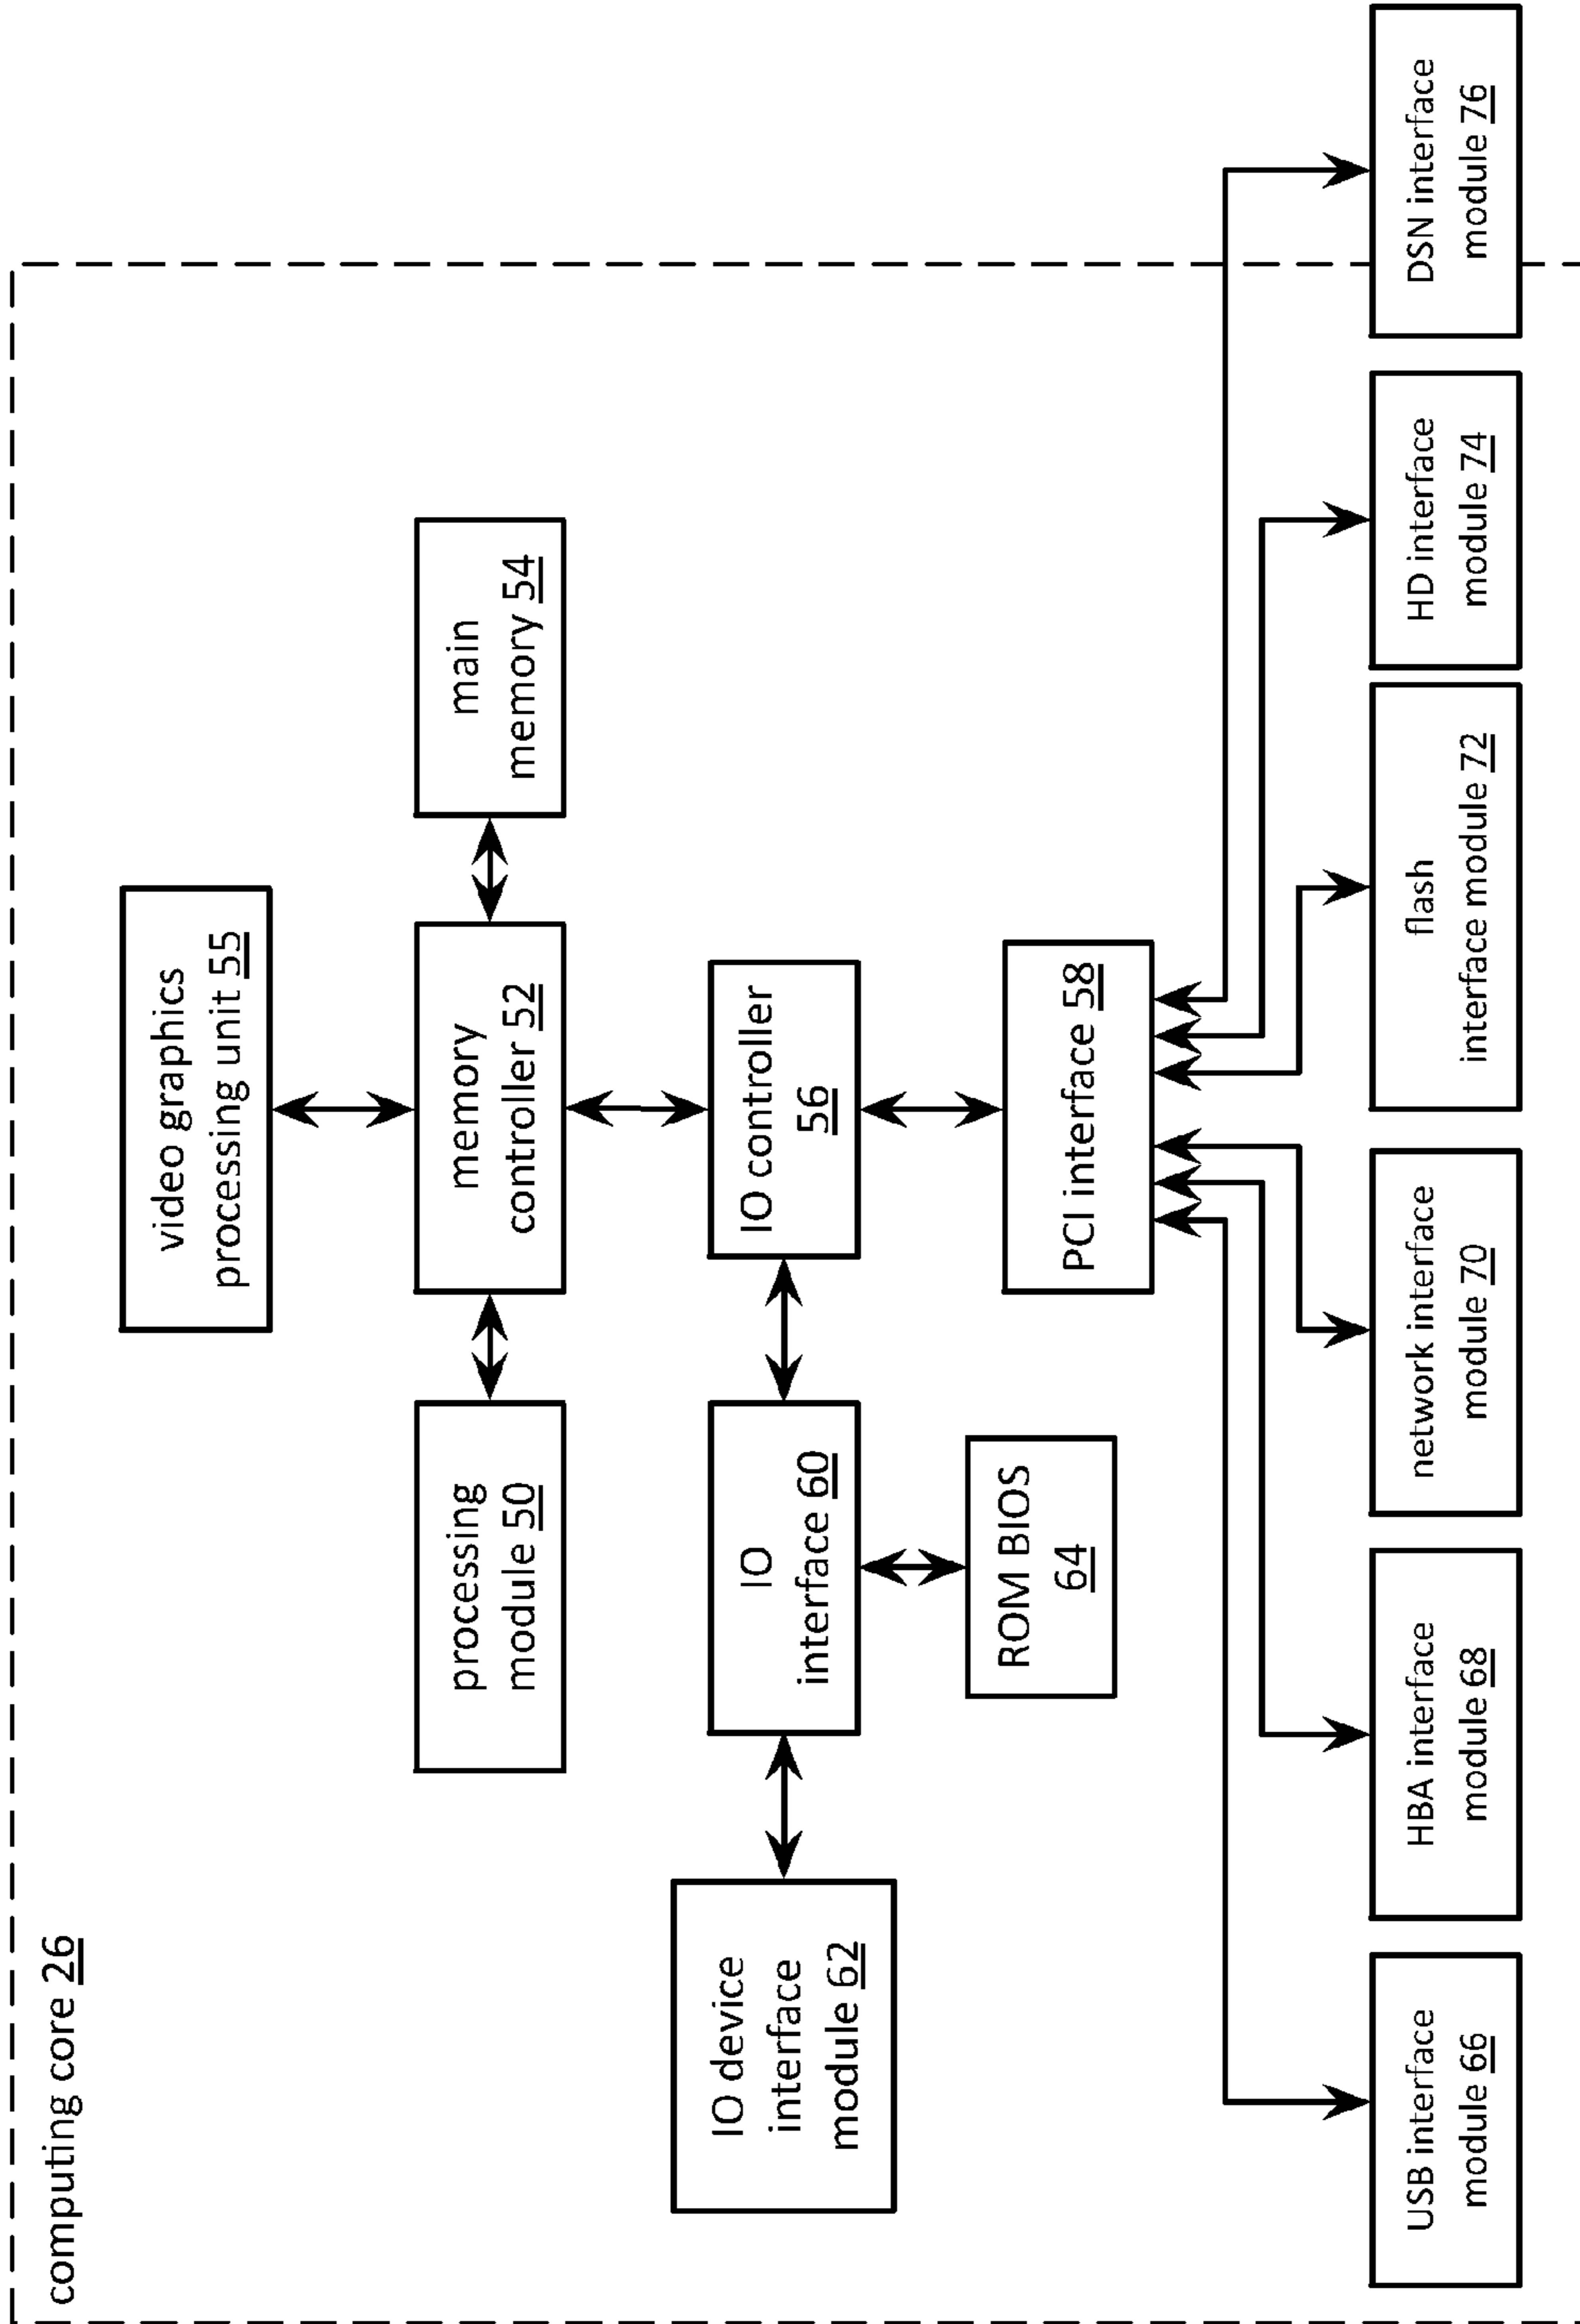 computing core 26
video graphics
processing unit 55
processing
module 50
memory
controller 52
main
memory 54
IO device
interface
module 62
IO
interface 60
IO controller
56
ROM BIOS
64
PCI interface 58
USB interface
module 66
HBA interface
module 68
network interface
module 70
flash
interface module 72
HD interface
module 74
DSN interface
module 76